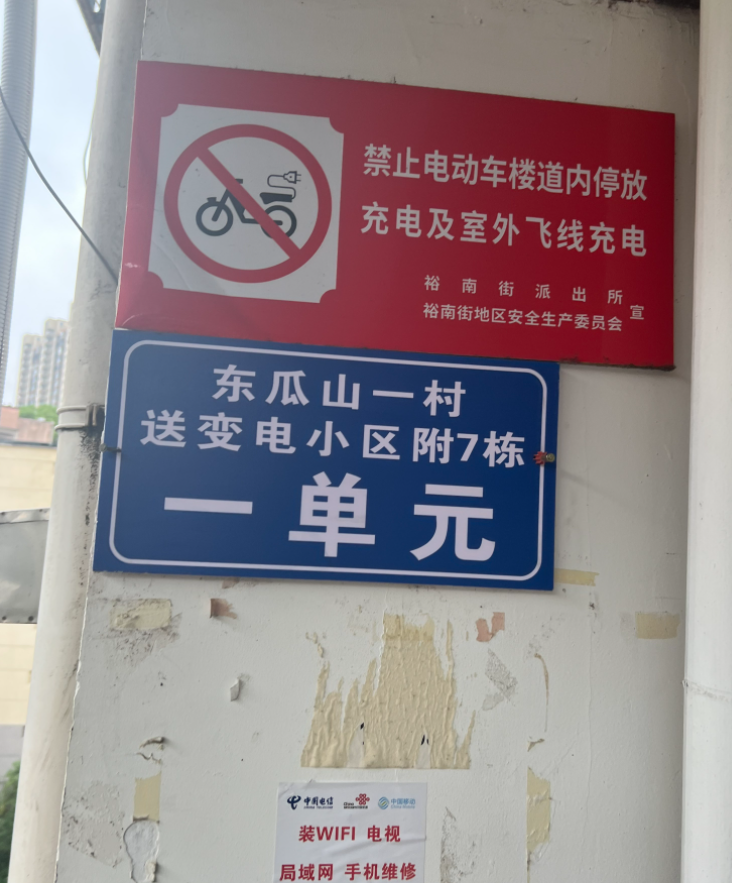 禁止电动车楼道内停放
充电及室外飞线充电
裕南街派出所
裕南街地区安全生产委员会
宣
东瓜山一村
送变电小区附7栋
一单元
中国电信
中国移动
装WIFI 电视
局域网 手机维修